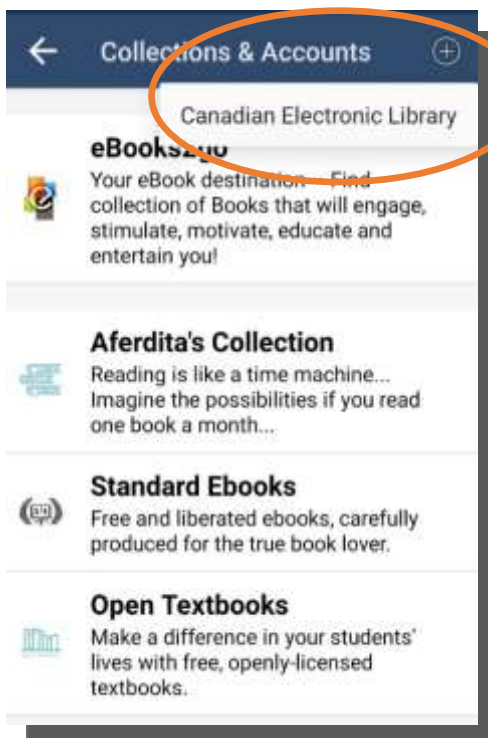 Collections & Accounts
Canadian Electronic Library
eBooks2go
Your eBook destination... Find
collection of Books that will engage,
stimulate, motivate, educate and
entertain you!
Aferdita's Collection
Reading is like a time machine...
Imagine the possibilities if you read
one book a month...
Standard Ebooks
Free and liberated ebooks, carefully
produced for the true book lover.
Open Textbooks
Make a difference in your students'
lives with free, openly-licensed
textbooks.